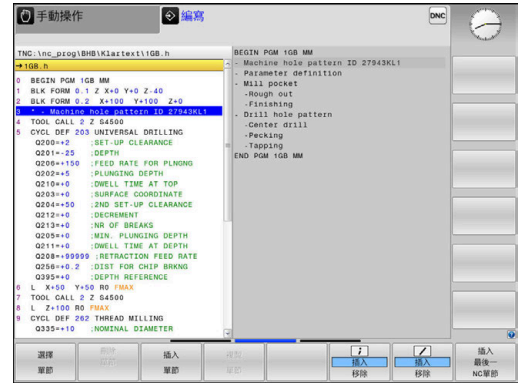 手動操作
編寫
DNC
TNC:\nc_prog\BHB\Klartext\1GB.h
→1GB.h
0 BEGIN PGM 1GB MM
1 BLK FORM 0.1 Z X+0 Y+0 Z-40
2 BLK FORM 0.2 X+100 Y+100 Z+0
3 * - Machine hole pattern ID 27943KL1
4 TOOL CALL 2 Z S4500
5 CYCL DEF 203 UNIVERSAL DRILLING
Q200=+2 ;SET-UP CLEARANCE
Q201=-25 ;DEPTH
Q206=+150 ;FEED RATE FOR PLNGNG
Q202=+5 ;PLUNGING DEPTH
Q210=+0 ;DWELL TIME AT TOP
Q203=+0 ;SURFACE COORDINATE
Q204=+50 ;2ND SET-UP CLEARANCE
Q212=+0 ;DECREMENT
Q213=+0 ;NR OF BREAKS
Q205=+0 ;MIN. PLUNGING DEPTH
Q211=+0 ;DWELL TIME AT DEPTH
Q208=+99999 ;RETRACTION FEED RATE
Q256=+0.2 ;DIST FOR CHIP BRKNG
Q395=+0 ;DEPTH REFERENCE
6 L X+50 Y+50 R0 FMAX
7 TOOL CALL 2 Z S4500
8 L Z+100 R0 FMAX
9 CYCL DEF 262 THREAD MILLING
Q335=+10 ;NOMINAL DIAMETER
BEGIN PGM 1GB MM
- Machine hole pattern ID 27943KL1
- Parameter definition
- Mill pocket
-Rough out
-Finishing
- Drill hole pattern
-Center drill
-Pecking
-Tapping
END PGM 1GB MM
選擇
單節
插入
單節
插入
移除
插入
移除
插入
最後一
NC單節